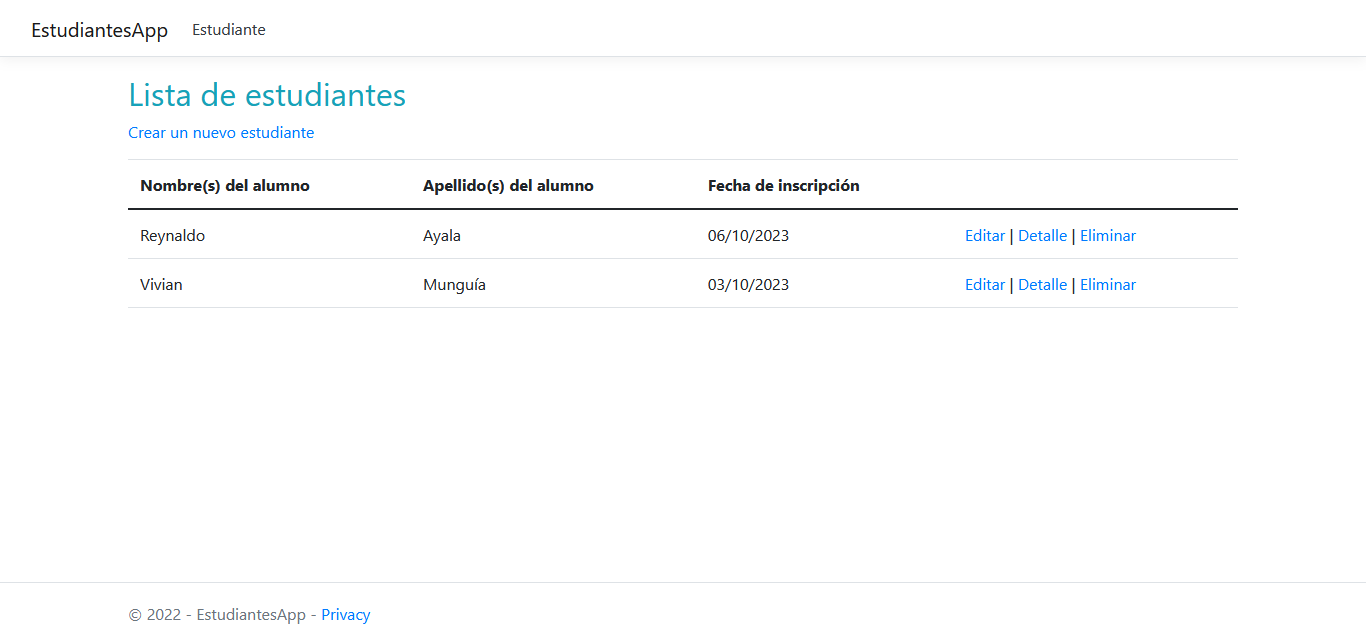 EstudiantesApp Estudiante
Lista de estudiantes
Crear un nuevo estudiante
Nombre(s) del alumno Apellido(s) del alumno Fecha de inscripción
Reynaldo Ayala 06/10/2023 Editar | Detalle | Eliminar
Vivian Munguía 03/10/2023 Editar | Detalle | Eliminar
© 2022 - EstudiantesApp - Privacy